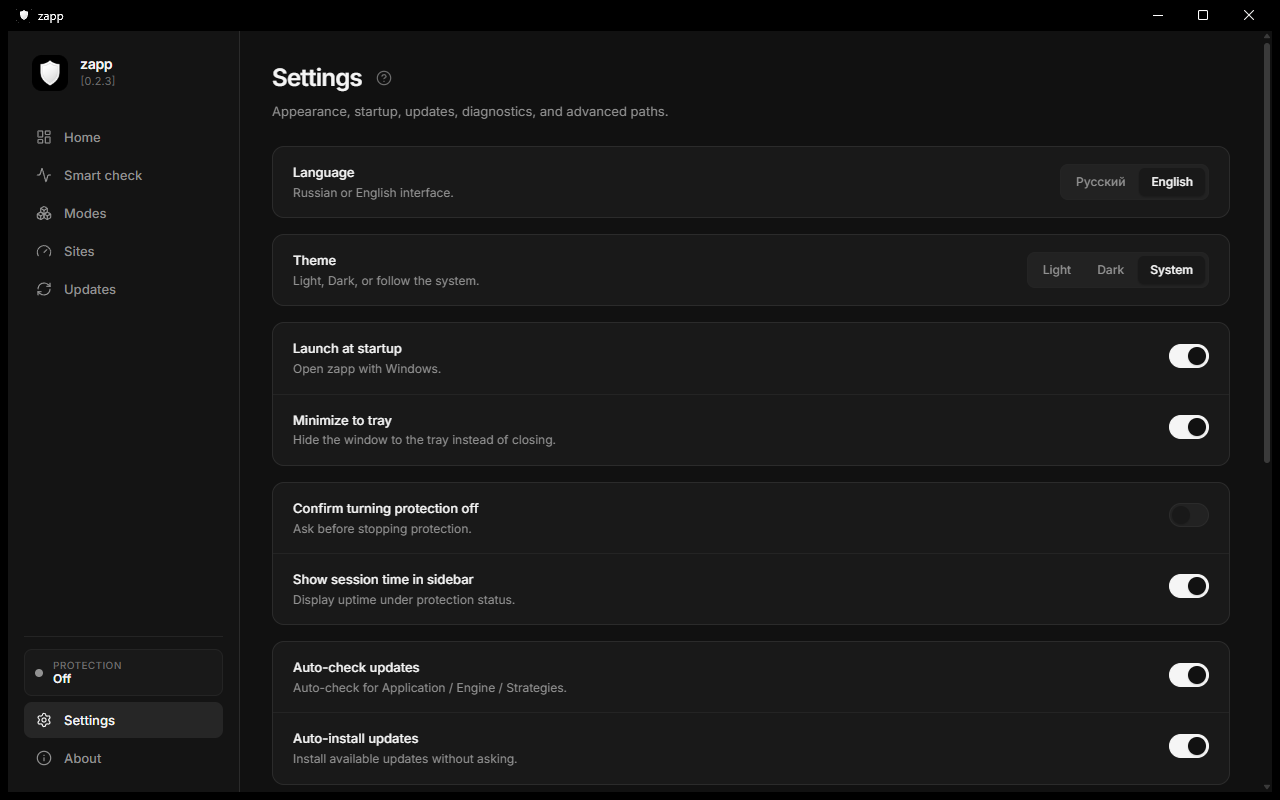 zapp
zapp
[0.2.3]
Home
Smart check
Modes
Sites
Updates
PROTECTION
Off
Settings
About
Settings
Appearance, startup, updates, diagnostics, and advanced paths.
Language
Russian or English interface.
Русский English
Theme
Light, Dark, or follow the system.
Light Dark System
Launch at startup
Open zapp with Windows.
Minimize to tray
Hide the window to the tray instead of closing.
Confirm turning protection off
Ask before stopping protection.
Show session time in sidebar
Display uptime under protection status.
Auto-check updates
Auto-check for Application / Engine / Strategies.
Auto-install updates
Install available updates without asking.